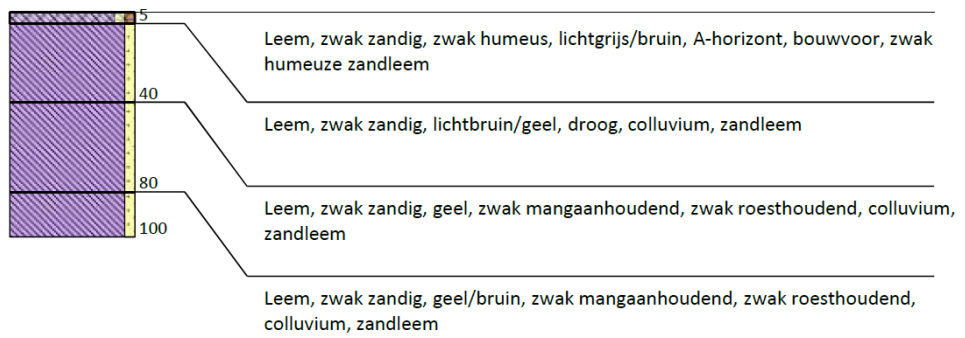 5
Leem, zwak zandig, zwak humeus, lichtgrijs/bruin, A-horizont, bouwvoor, zwak
humeuze zandleem
40
Leem, zwak zandig, lichtbruin/geel, droog, colluvium, zandleem
80
Leem, zwak zandig, geel, zwak mangaanhoudend, zwak roesthoudend, colluvium,
zandleem
100
Leem, zwak zandig, geel/bruin, zwak mangaanhoudend, zwak roesthoudend,
colluvium, zandleem